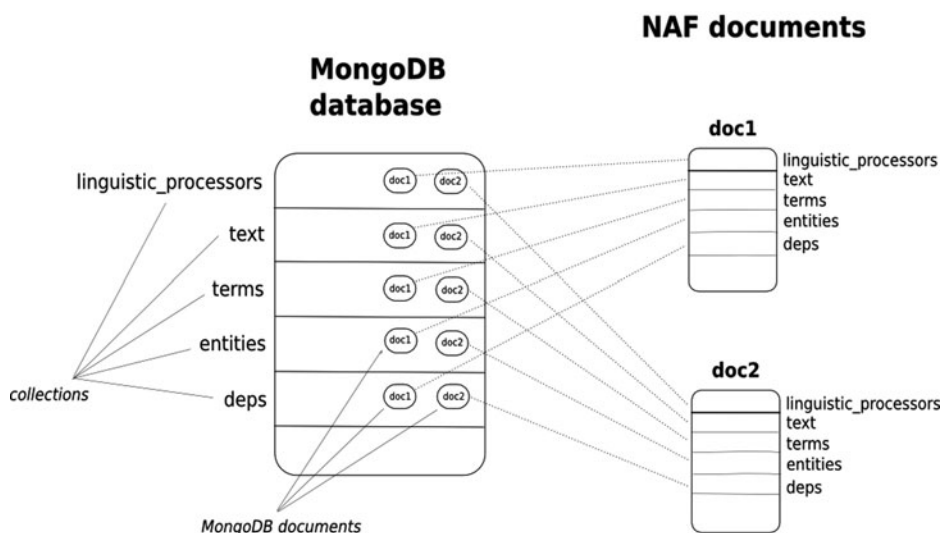 NAF documents
MongoDB
database
linguistic_processors
text
terms
entities
deps
collections
doc1
doc2
doc1
doc2
doc1
doc2
doc1
doc2
doc1
doc2
MongoDB documents
doc1
linguistic_processors
text
terms
entities
deps
doc2
linguistic_processors
text
terms
entities
deps